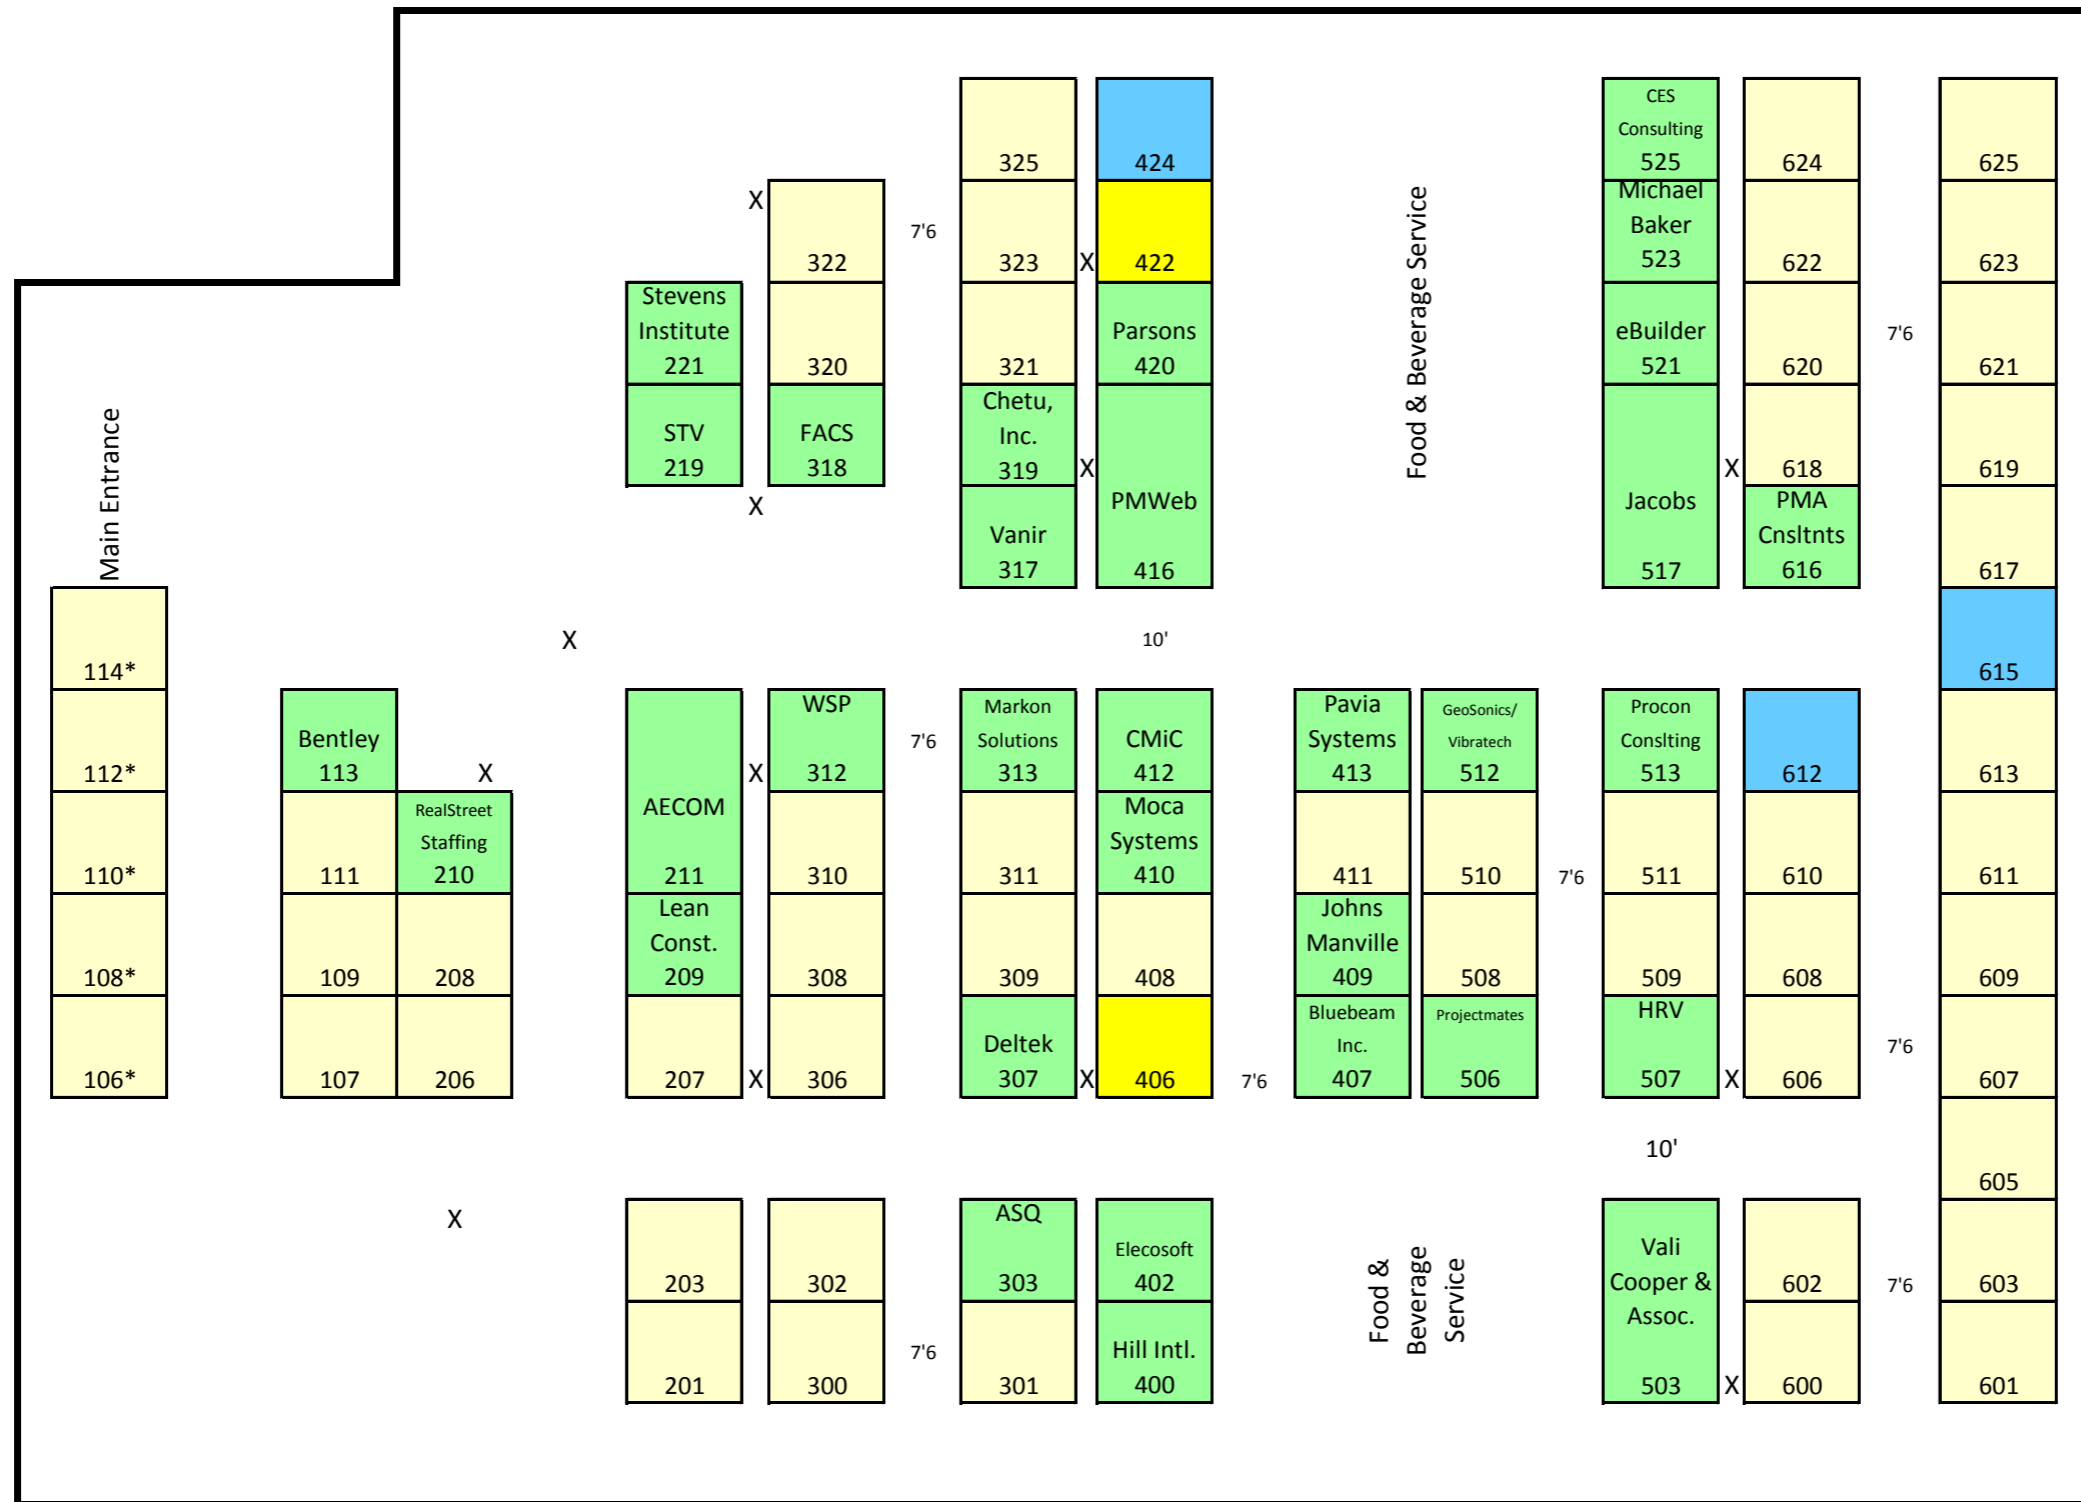 CES
Consulting
325
424
525
624
625
X
Michael
Baker
7'6
322
323
X
422
523
622
623
Food & Beverage Service
Stevens
Institute
221
320
321
Parsons
420
eBuilder
521
620
7'6
621
Main Entrance
STV
219
FACS
318
Chetu,
Inc.
319
X
PMWeb
416
Jacobs
517
X
618
619
X
Vanir
317
PMA
Cnsltnts
616
617
114*
X
10'
615
112*
Bentley
113
X
AECOM
211
X
WSP
312
7'6
Markon
Solutions
313
CMiC
412
Pavia
Systems
413
GeoSonics/
Vibratech
512
Procon
Conslting
513
612
613
110*
111
RealStreet
Staffing
210
310
311
Moca
Systems
410
411
510
7'6
511
610
611
108*
109
208
Lean
Const.
209
308
309
408
Johns
Manville
409
508
509
608
609
106*
107
206
207
X
306
Deltek
307
X
406
7'6
Bluebeam
Inc.
407
Projectmates
506
HRV
507
X
606
7'6
607
10'
605
X
203
302
ASQ
303
Elecosoft
402
Food &
Beverage
Service
Vali
Cooper &
Assoc.
503
602
7'6
603
201
300
7'6
301
Hill Intl.
400
X
600
601